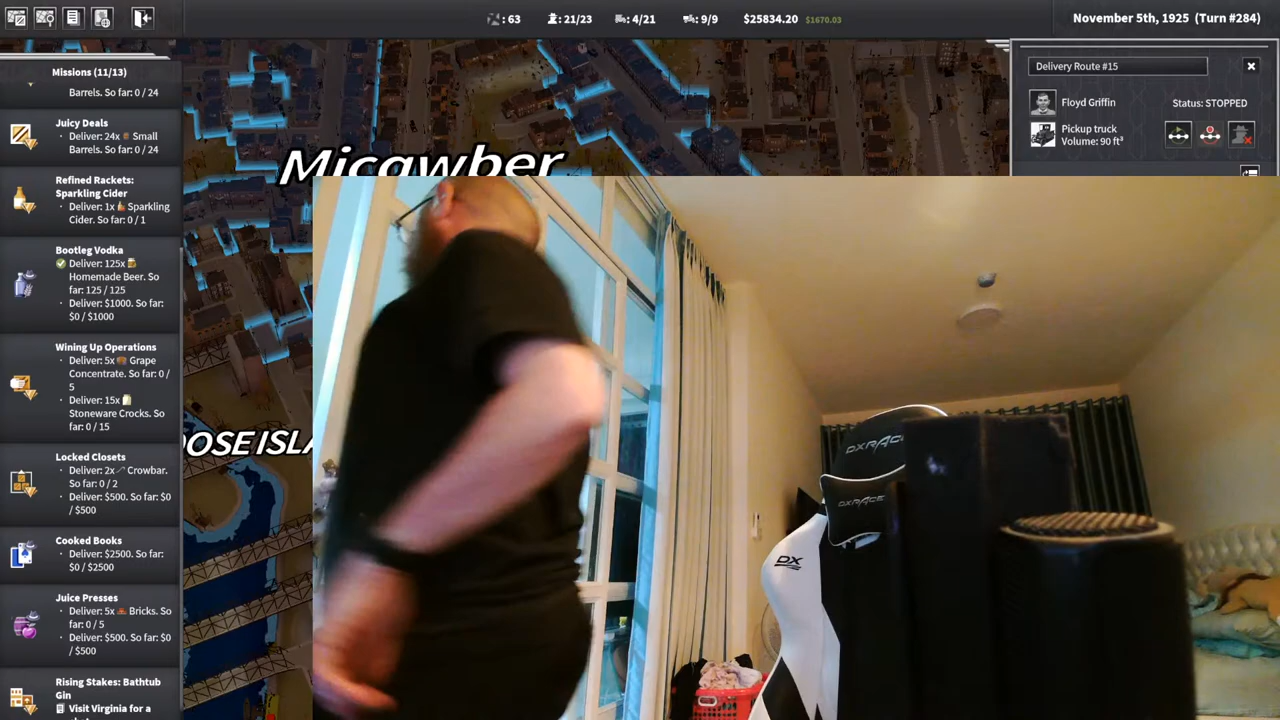 : 63
: 21/23
: 4/21
: 9/9
$25834.20 $1670.03
November 5th, 1925 (Turn #284)
Missions (11/13)
Barrels. So far: 0 / 24
Juicy Deals
· Deliver: 24x Small
Barrels. So far: 0 / 24
Refined Rackets:
Sparkling Cider
· Deliver: 1x Sparkling
Cider. So far: 0 / 1
Bootleg Vodka
Deliver: 125x
Homemade Beer. So
far: 125 / 125
· Deliver: $1000. So far:
$0 / $1000
Wining Up Operations
· Deliver: 5x Grape
Concentrate. So far: 0 /
5
· Deliver: 15x
Stoneware Crocks. So
far: 0 / 15
Locked Closets
· Deliver: 2x Crowbar.
So far: 0 / 2
· Deliver: $500. So far: $0
/ $500
Cooked Books
· Deliver: $2500. So far:
$0 / $2500
Juice Presses
· Deliver: 5x Bricks. So
far: 0 / 5
· Deliver: $500. So far: $0
/ $500
Rising Stakes: Bathtub
Gin
Visit Virginia for a
Micawber
OOSE ISLA
Delivery Route #15
Floyd Griffin
Status: STOPPED
Pickup truck
Volume: 90 ft³
DXRACE
DXRACE
DX